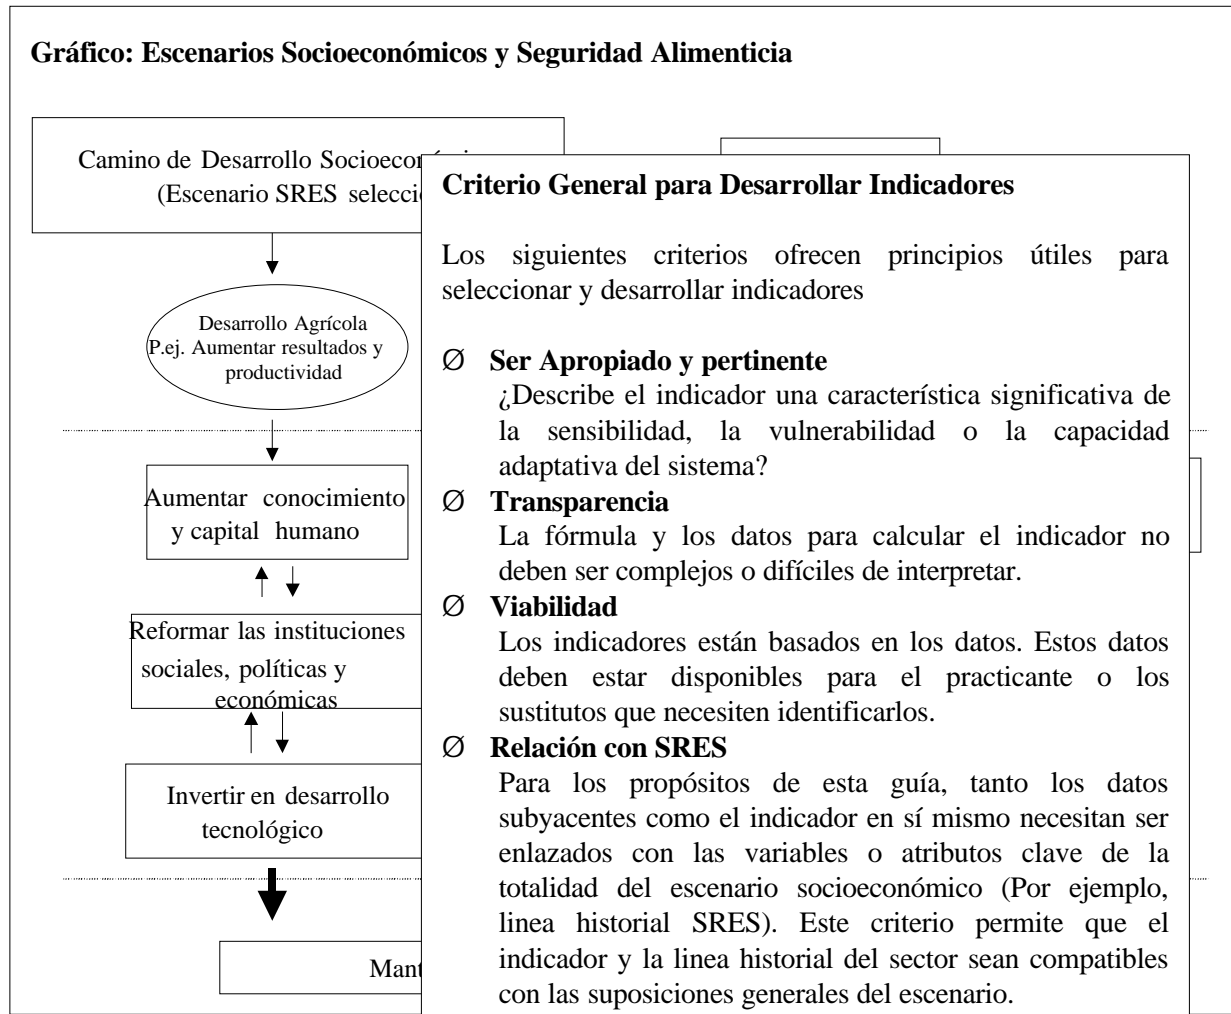 Gráfico: Escenarios Socioeconómicos y Seguridad Alimenticia
Camino de Desarrollo
(Escenario SRES
Desarrollo Agrícola
P.ej. Aumentar resultados y
productividad
Aumentar conocimiento
y capital humano
Reformar las instituciones
sociales, políticas y
económicas
Invertir en desarrollo
tecnológico
Criterio General para Desarrollar Indicadores
Los siguientes criterios ofrecen principios útiles para
seleccionar y desarrollar indicadores
Ø Ser Apropiado y pertinente
¿Describe el indicador una característica significativa de
la sensibilidad, la vulnerabilidad o la capacidad
adaptativa del sistema?
Ø Transparencia
La fórmula y los datos para calcular el indicador no
deben ser complejos o difíciles de interpretar.
Ø Viabilidad
Los indicadores están basados en los datos. Estos datos
deben estar disponibles para el practicante o los
sustitutos que necesiten identificarlos.
Ø Relación con SRES
Para los propósitos de esta guía, tanto los datos
subyacentes como el indicador en sí mismo necesitan ser
enlazados con las variables o atributos clave de la
totalidad del escenario socioeconómico (Por ejemplo,
linea historial SRES). Este criterio permite que el
indicador y la linea historial del sector sean compatibles
con las suposiciones generales del escenario.